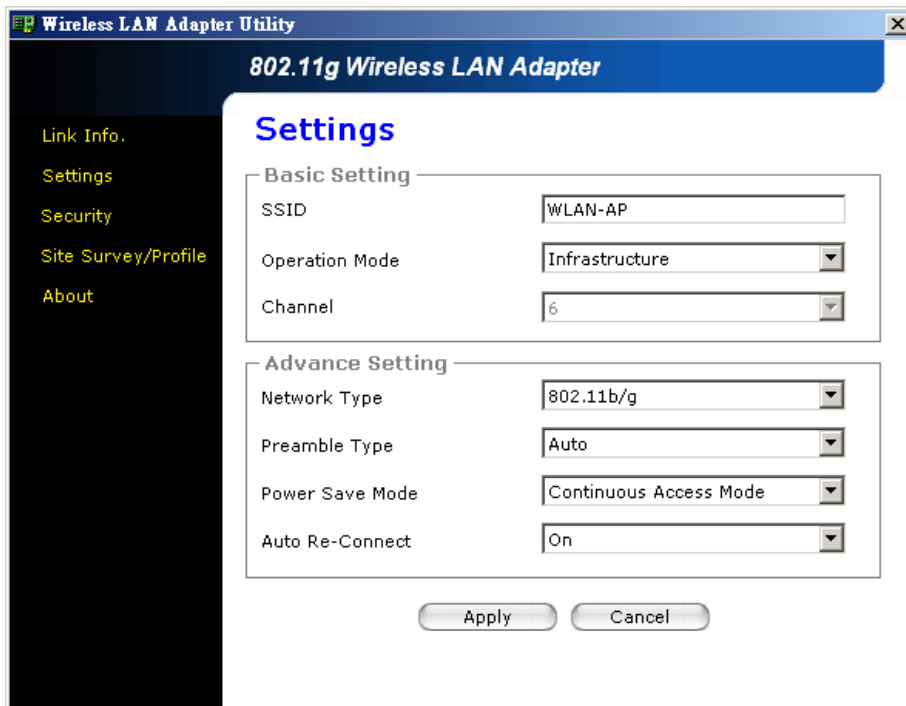 Wireless LAN Adapter Utility
802.11g Wireless LAN Adapter
Link Info.
Settings
Security
Site Survey/Profile
About
Settings
Basic Setting
SSID WLAN-AP
Operation Mode Infrastructure
Channel 6
Advance Setting
Network Type 802.11b/g
Preamble Type Auto
Power Save Mode Continuous Access Mode
Auto Re-Connect On
Apply Cancel